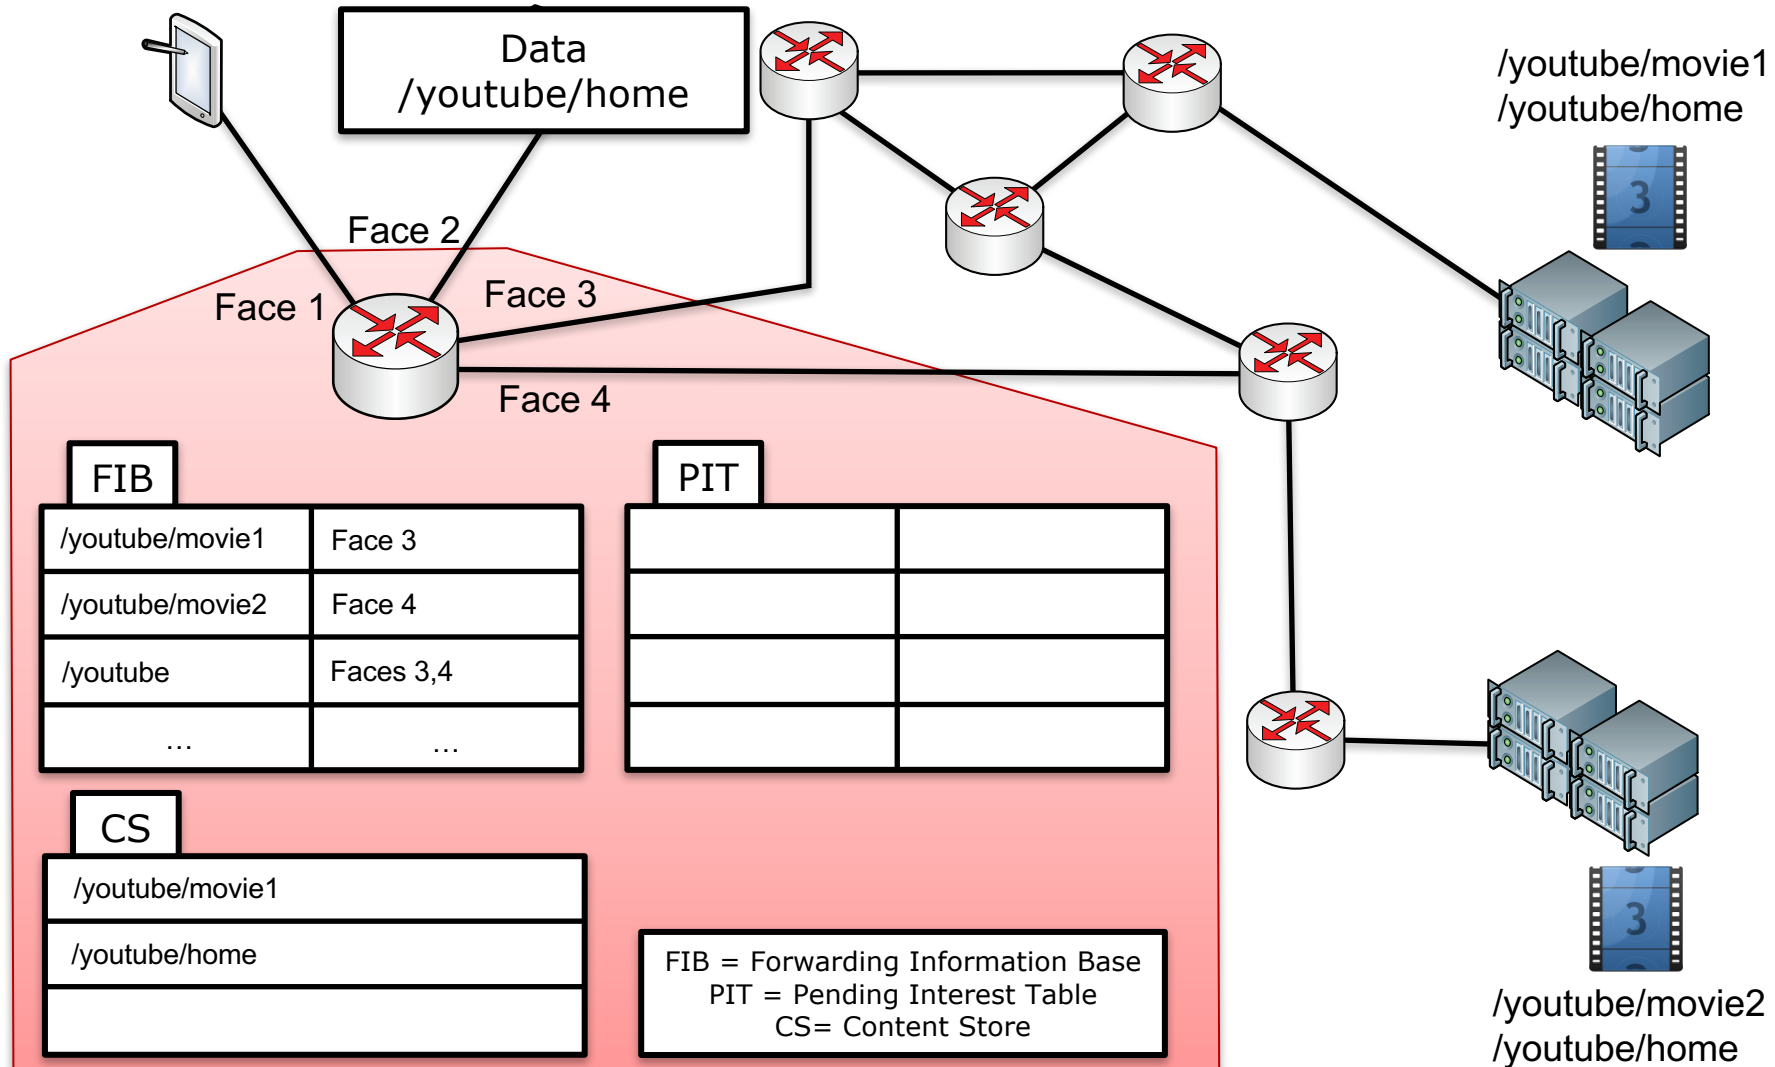 Data
/youtube/home
/youtube/movie1
/youtube/home
3
Face 2
Face 1
Face 3
Face 4
FIB
/youtube/movie1 Face 3
/youtube/movie2 Face 4
/youtube Faces 3,4
... ...
PIT
CS
/youtube/movie1
/youtube/home
FIB = Forwarding Information Base
PIT = Pending Interest Table
CS= Content Store
3
/youtube/movie2
/youtube/home